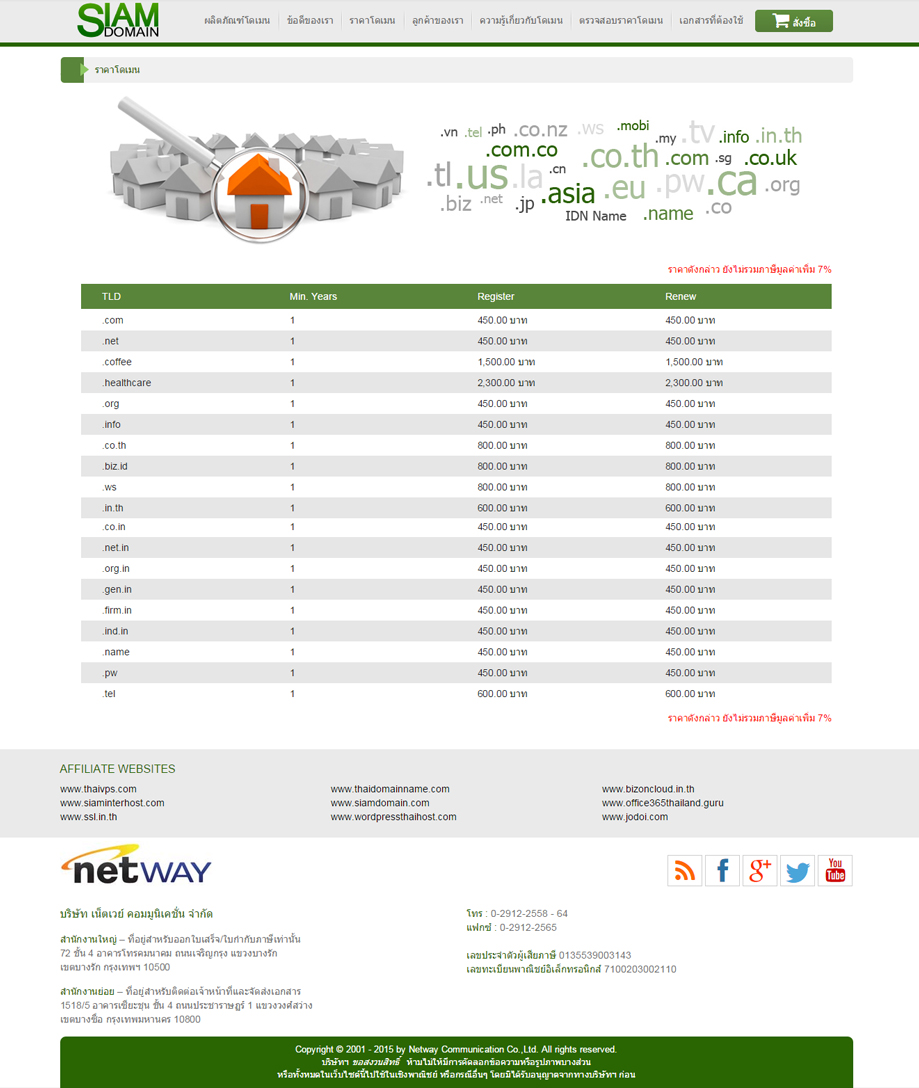 SIAM
DOMAIN
ผลิตภัณฑ์โดเมน ข้อดีของเรา ราคาโดเมน ลูกค้าของเรา ความรู้เกี่ยวกับโดเมน ตรวจสอบราคาโดเมน เอกสารที่ต้องใช้ สั่งซื้อ
ราคาโดเมน
.vn .tel .ph .co.nz .ws .mobi .my .tv .info .in.th
.com.co .co.th .com .sg .co.uk
.tl .us .la .cn .asia .eu .pw .ca .org
.biz .net .jp IDN Name .name .co
ราคาดังกล่าว ยังไม่รวมภาษีมูลค่าเพิ่ม 7%
TLD Min. Years Register Renew
.com 1 450.00 บาท 450.00 บาท
.net 1 450.00 บาท 450.00 บาท
.coffee 1 1,500.00 บาท 1,500.00 บาท
.healthcare 1 2,300.00 บาท 2,300.00 บาท
.org 1 450.00 บาท 450.00 บาท
.info 1 450.00 บาท 450.00 บาท
.co.th 1 800.00 บาท 800.00 บาท
.biz.id 1 800.00 บาท 800.00 บาท
.ws 1 800.00 บาท 800.00 บาท
.in.th 1 600.00 บาท 600.00 บาท
.co.in 1 450.00 บาท 450.00 บาท
.net.in 1 450.00 บาท 450.00 บาท
.org.in 1 450.00 บาท 450.00 บาท
.gen.in 1 450.00 บาท 450.00 บาท
.firm.in 1 450.00 บาท 450.00 บาท
.ind.in 1 450.00 บาท 450.00 บาท
.name 1 450.00 บาท 450.00 บาท
.pw 1 450.00 บาท 450.00 บาท
.tel 1 600.00 บาท 600.00 บาท
ราคาดังกล่าว ยังไม่รวมภาษีมูลค่าเพิ่ม 7%
AFFILIATE WEBSITES
www.thaivps.com www.thaidomainname.com www.bizoncloud.in.th
www.siaminterhost.com www.siamdomain.com www.office365thailand.guru
www.ssl.in.th www.wordpressthaihost.com www.jodoi.com
netway
f g+ You Tube
บริษัท เน็ตเวย์ คอมมูนิเคชั่น จำกัด
สำนักงานใหญ่ – ที่อยู่สำหรับออกใบเสร็จ/ใบกำกับภาษีเท่านั้น
72 ชั้น 4 อาคารโทรคมนาคม ถนนเจริญกรุง แขวงบางรัก
เขตบางรัก กรุงเทพฯ 10500
สำนักงานย่อย – ที่อยู่สำหรับติดต่อเจ้าหน้าที่และจัดส่งเอกสาร
1518/5 อาคารเซียะชุน ชั้น 4 ถนนประชาราษฎร์ 1 แขวงวงศ์สว่าง
เขตบางซื่อ กรุงเทพมหานคร 10800
โทร : 0-2912-2558 - 64
แฟกซ์ : 0-2912-2565
เลขประจำตัวผู้เสียภาษี 0135539003143
เลขทะเบียนพาณิชย์อิเล็กทรอนิกส์ 7100203002110
Copyright © 2001 - 2015 by Netway Communication Co.,Ltd. All rights reserved.
บริษัทฯ ขอสงวนสิทธิ์ ห้ามไม่ให้มีการคัดลอกข้อความหรือรูปภาพบางส่วน
หรือทั้งหมดในเว็บไซต์นี้ไปใช้ในเชิงพาณิชย์ หรือกรณีอื่นๆ โดยมิได้รับอนุญาตจากทางบริษัทฯ ก่อน